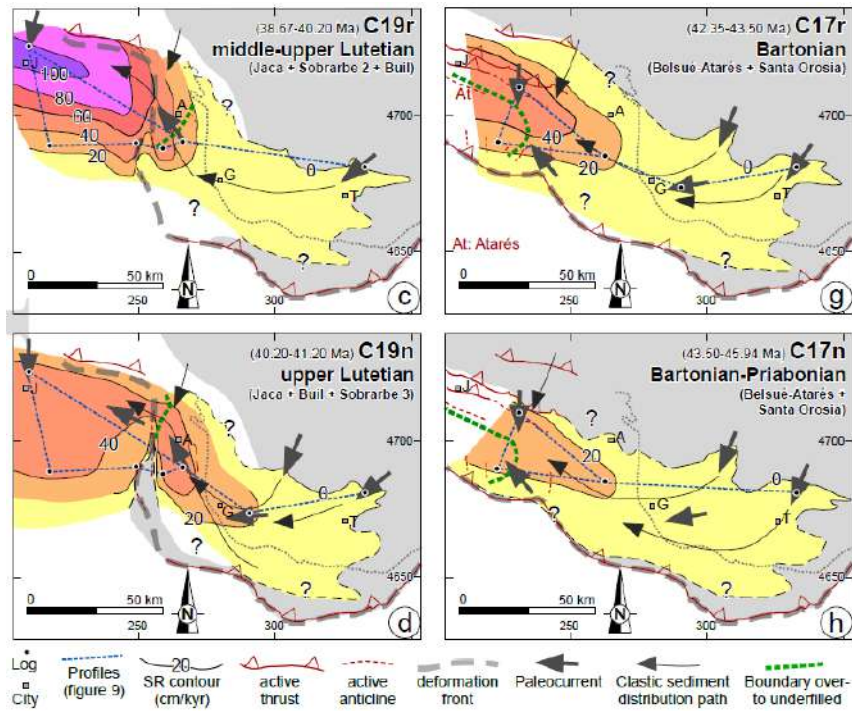 (38.67-40.20 Ma) C19r
middle-upper Lutetian
(Jaca + Sobrarbe 2 + Buil)
J
100
80
60
40
20
A
G
T
0
?
?
?
4700
4650
0 50 km
250
300
N
c
(42.35-43.50 Ma) C17r
Bartonian
(Belsué-Atarés + Santa Orosia)
J
At
40
20
A
G
T
0
?
?
?
4700
4650
At: Atarés
0 50 km
250
300
N
g
(40.20-41.20 Ma) C19n
upper Lutetian
(Jaca + Buil + Sobrarbe 3)
J
40
20
A
G
T
0
?
?
?
4700
4650
0 50 km
250
300
N
d
(43.50-45.94 Ma) C17n
Bartonian-Priabonian
(Belsué-Atarés +
Santa Orosia)
J
20
A
G
T
0
?
?
?
4700
4650
0 50 km
250
300
N
h
Log
City
Profiles
(figure 9)
20
SR contour
(cm/kyr)
active
thrust
active
anticline
deformation
front
Paleocurrent
Clastic sediment
distribution path
Boundary over-
to underfilled